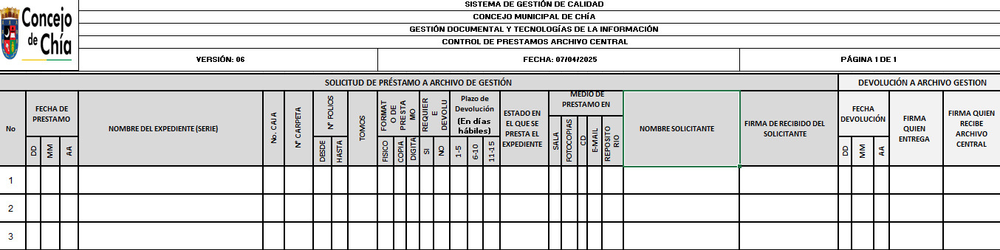 Concejo
de Chía
SISTEMA DE GESTIÓN DE CALIDAD
CONCEJO MUNICIPAL DE CHÍA
GESTIÓN DOCUMENTAL Y TECNOLOGÍAS DE LA INFORMACIÓN
CONTROL DE PRESTAMOS ARCHIVO CENTRAL
VERSIÓN: 06
FECHA: 07/04/2025
PÁGINA 1 DE 1
SOLICITUD DE PRÉSTAMO A ARCHIVO DE GESTIÓN
DEVOLUCIÓN A ARCHIVO GESTION
No
FECHA DE
PRESTAMO
DD
MM
AA
NOMBRE DEL EXPEDIENTE (SERIE)
No. CAJA
N° CARPETA
N° FOLIOS
DESDE
HASTA
TOMOS
FORMAT
O DE
PRESTA
MO
FISICO
COPIA
DIGITA
REQUIER
E
DEVOLU
SI
NO
Plazo de
Devolución
(En días
hábiles)
1-5
6-10
11-15
ESTADO EN
EL QUE SE
PRESTA EL
EXPEDIENTE
MEDIO DE
PRESTAMO EN
SALA
FOTOCOPIAS
CD
E-MAIL
REPOSITO
RIO
NOMBRE SOLICITANTE
FIRMA DE RECIBIDO DEL
SOLICITANTE
FECHA
DEVOLUCIÓN
DD
MM
AA
FIRMA
QUIEN
ENTREGA
FIRMA QUIEN
RECIBE
ARCHIVO
CENTRAL
1
2
3